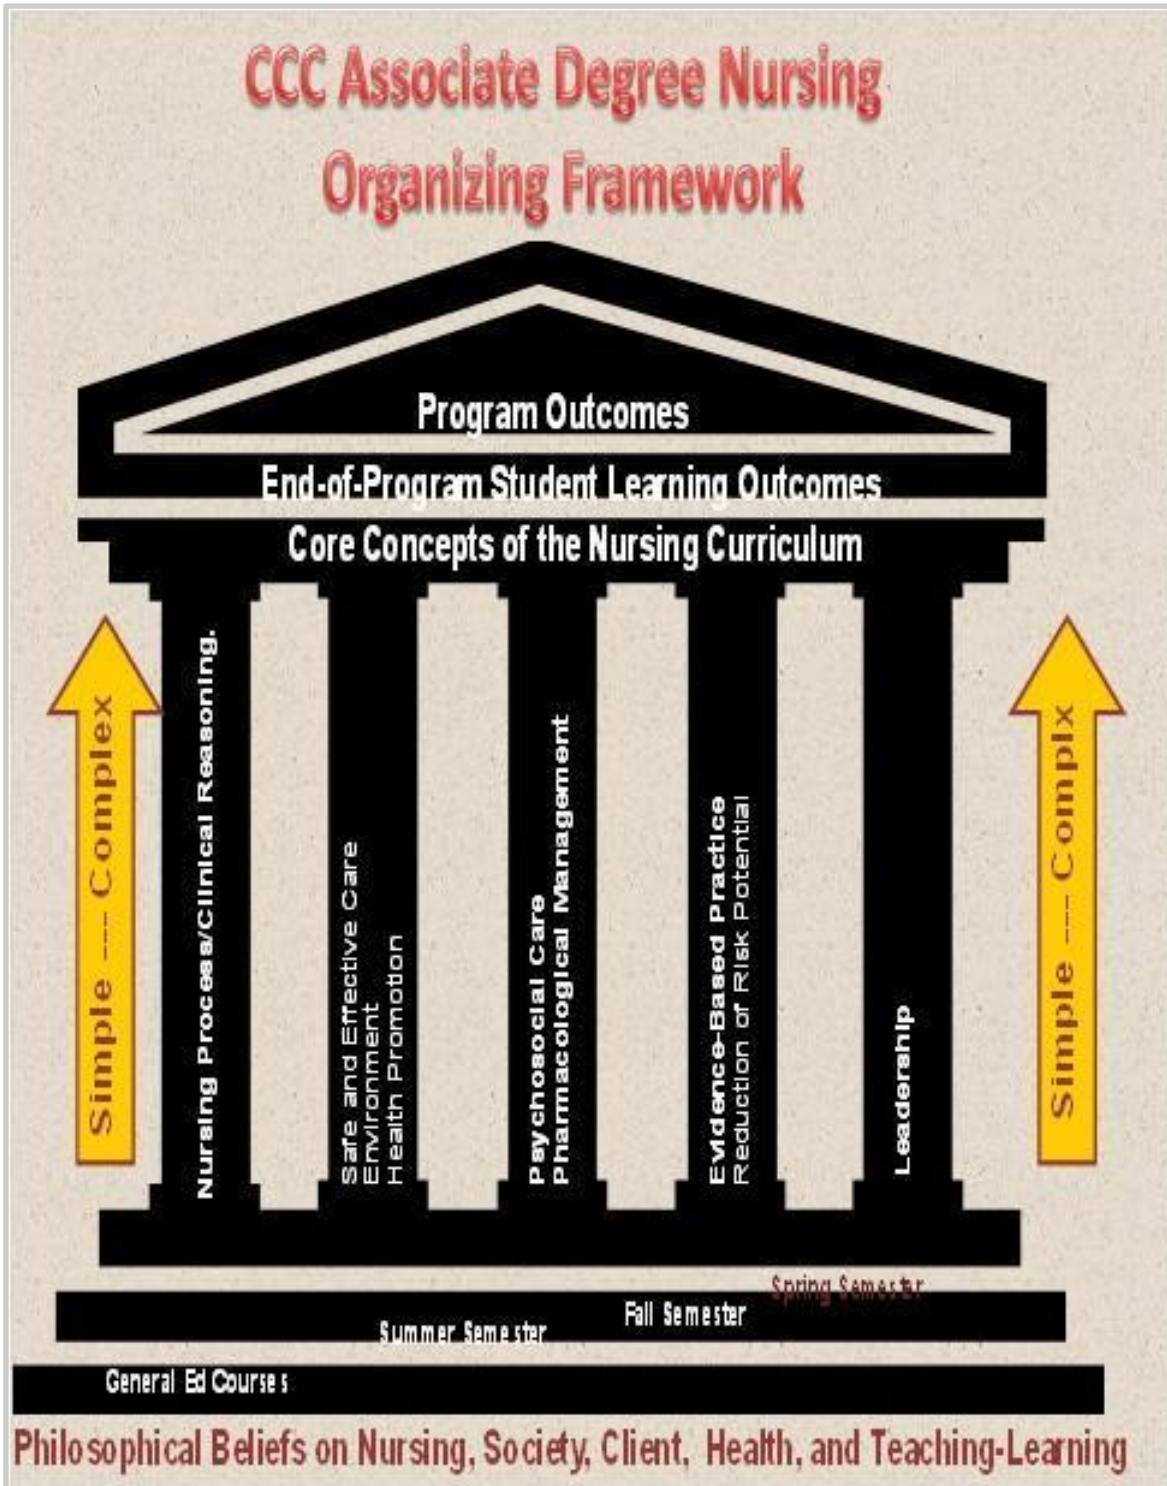 CCC Associate Degree Nursing
Organizing Framework
Program Outcomes
End-of-Program Student Learning Outcomes
Core Concepts of the Nursing Curriculum
Simple ---- Complex
Nursing Process/Clinical Reasoning.
Safe and Effective Care
Environment
Health Promotion
Psychosocial Care
Pharmacological Management
Evidence-Based Practice
Reduction of Risk Potential
Leadership
Simple ---- Complx
Spring Semester
Fall Semester
Summer Semester
General Ed Courses
Philosophical Beliefs on Nursing, Society, Client, Health, and Teaching-Learning